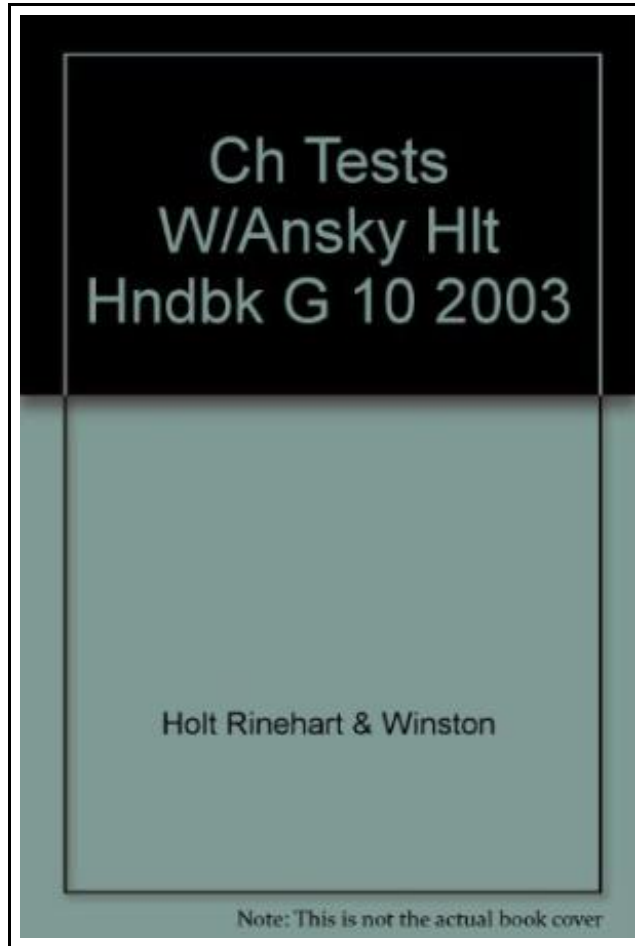 Ch Tests
W/Ansky Hlt
Hndbk G 10 2003
Holt Rinehart & Winston
Note: This is not the actual book cover